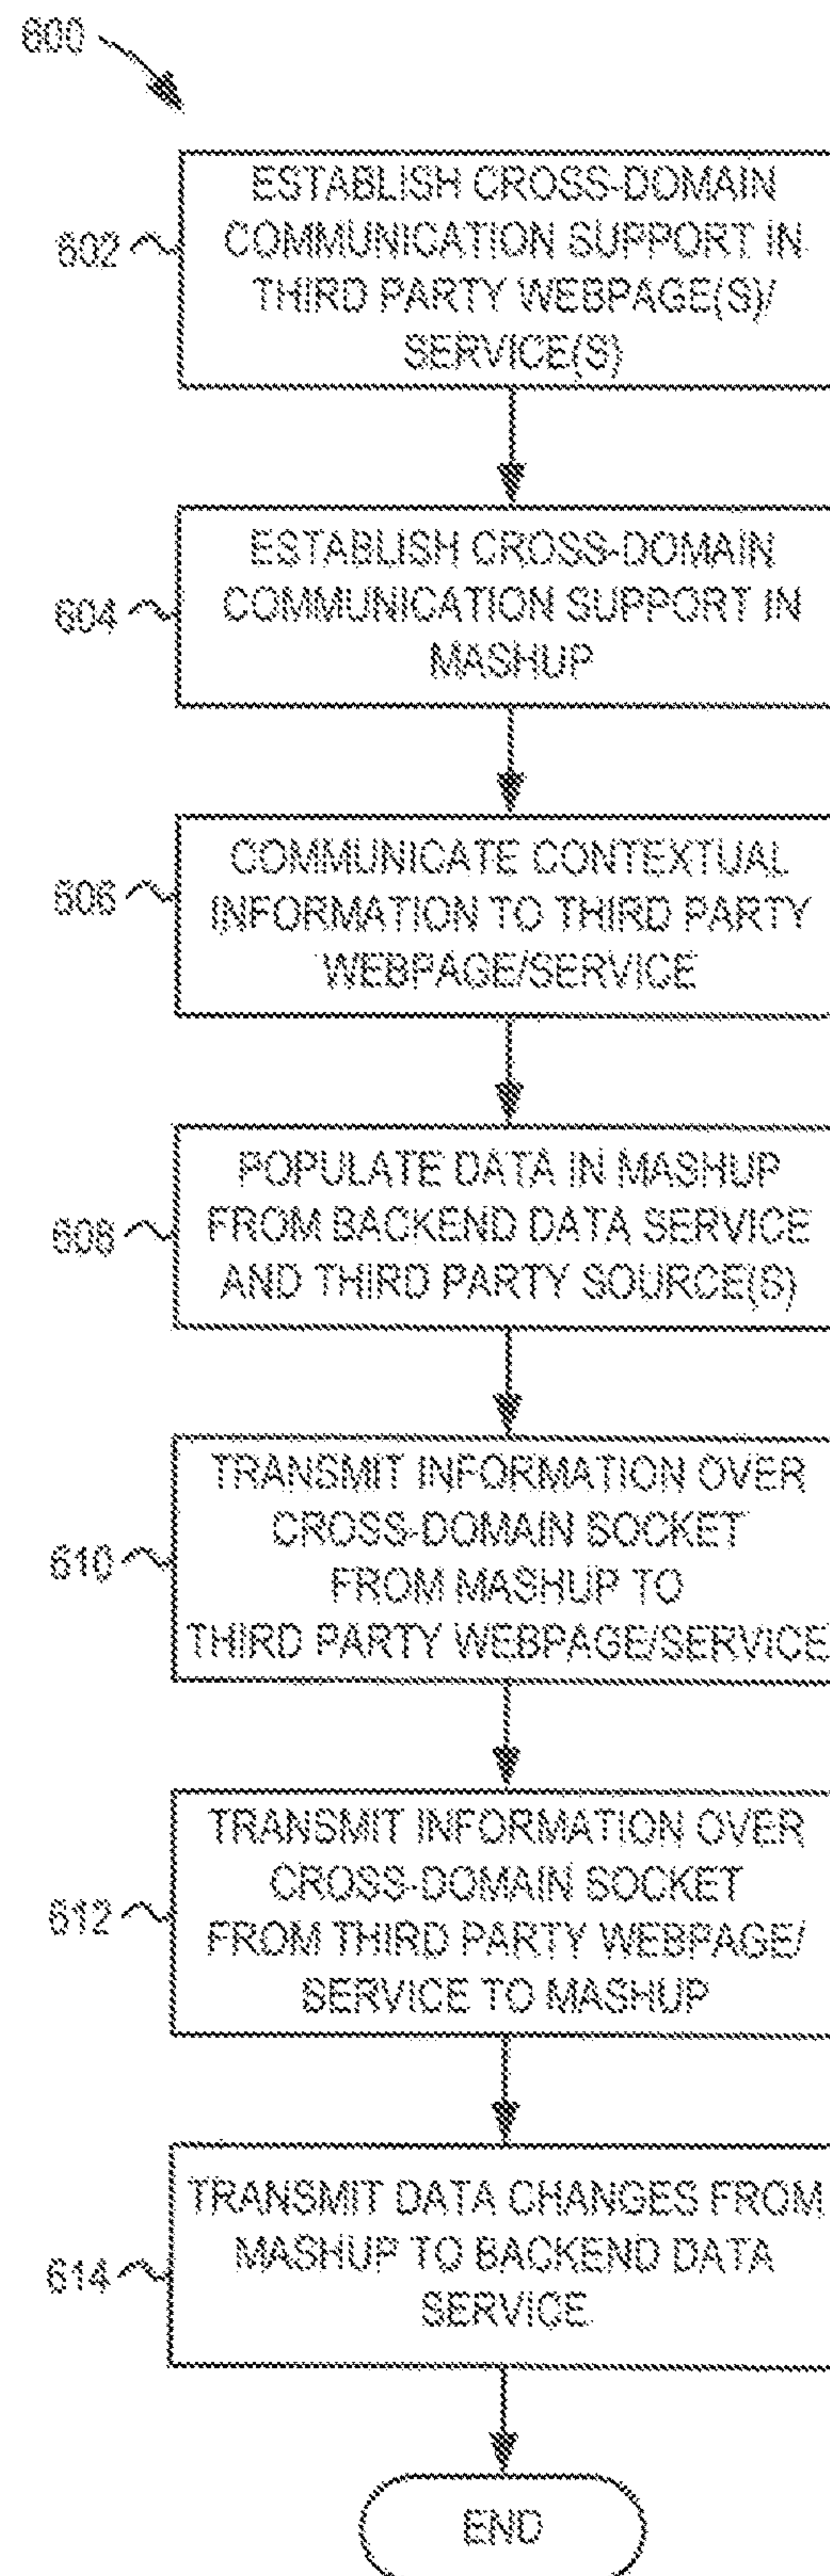 600
ESTABLISH CROSS-DOMAIN
602
COMMUNICATION SUPPORT IN
THIRD PARTY WEBPAGE(S)/
SERVICE(S)
ESTABLISH CROSS-DOMAIN
604
COMMUNICATION SUPPORT IN
MASHUP
COMMUNICATE CONTEXTUAL
606
INFORMATION TO THIRD PARTY
WEBPAGE/SERVICE
POPULATE DATA IN MASHUP
608
FROM BACKEND DATA SERVICE
AND THIRD PARTY SOURCE(S)
TRANSMIT INFORMATION OVER
CROSS-DOMAIN SOCKET
610
FROM MASHUP TO
THIRD PARTY WEBPAGE/SERVICE
TRANSMIT INFORMATION OVER
CROSS-DOMAIN SOCKET
612
FROM THIRD PARTY WEBPAGE/
SERVICE TO MASHUP
TRANSMIT DATA CHANGES FROM
614
MASHUP TO BACKEND DATA
SERVICE
END